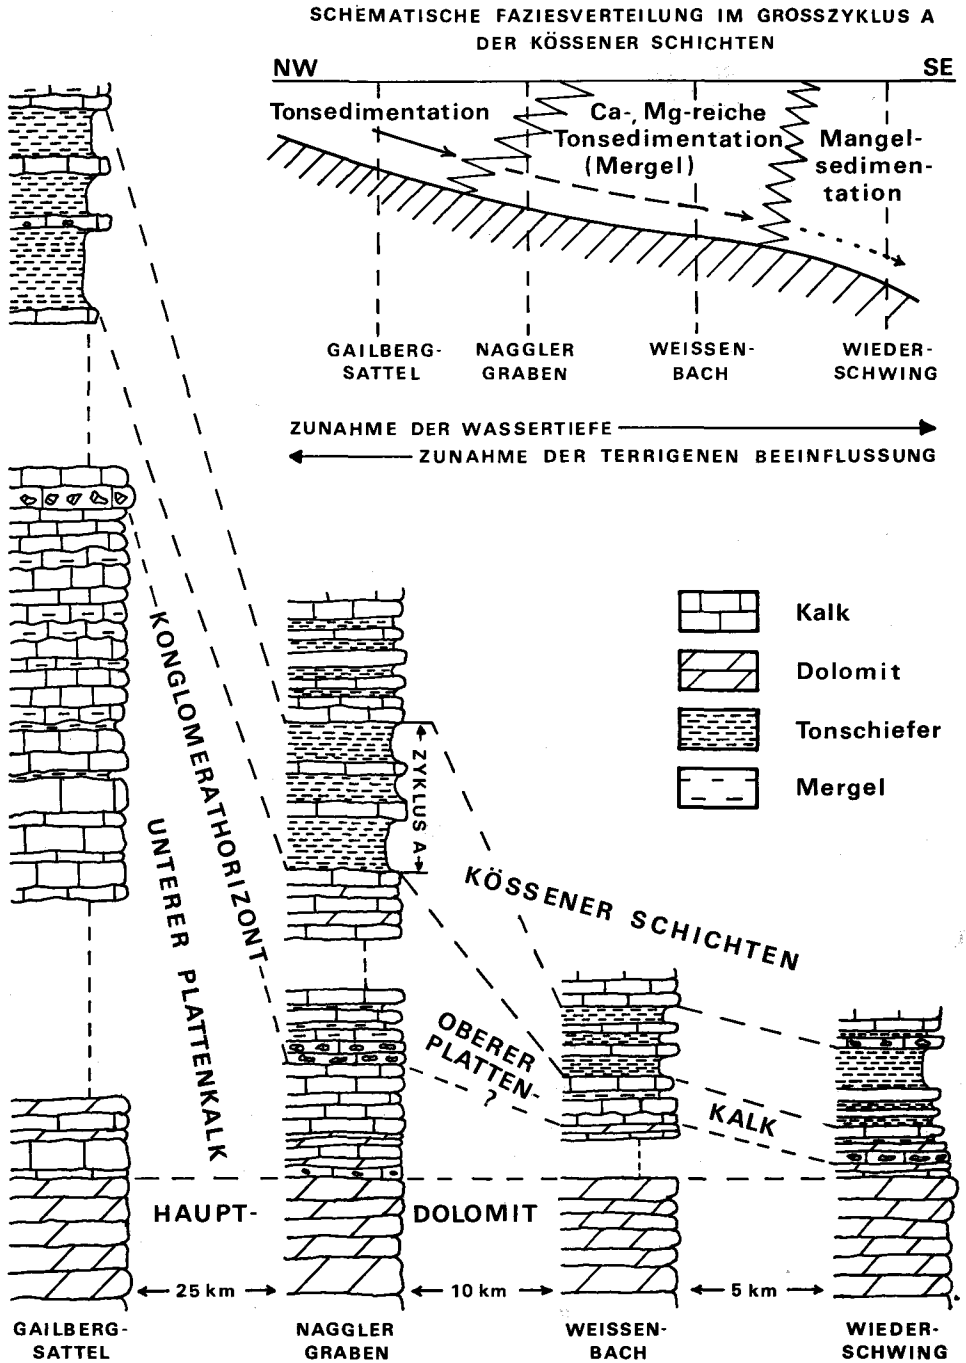 SCHEMATISCHE FAZIESVERTEILUNG IM GROSSZYKLUS A
DER KÖSSENER SCHICHTEN
NW
SE
Tonsedimentation
Ca-, Mg-reiche
Tonsedimentation
(Mergel)
Mangel-
sedimen-
tation
GAILBERG-
SATTEL
NAGGLER
GRABEN
WEISSEN-
BACH
WIEDER-
SCHWING
ZUNAHME DER WASSERTIEFE
ZUNAHME DER TERRIGENEN BEEINFLUSSUNG
Kalk
Dolomit
Tonschiefer
Mergel
KONGLOMERATHORIZONT
UNTERER PLATTENKALK
ZYKLUS A
KÖSSENER SCHICHTEN
OBERER
PLATTEN-
?
KALK
HAUPT-
DOLOMIT
25 km
10 km
5 km
GAILBERG-
SATTEL
NAGGLER
GRABEN
WEISSEN-
BACH
WIEDER-
SCHWING